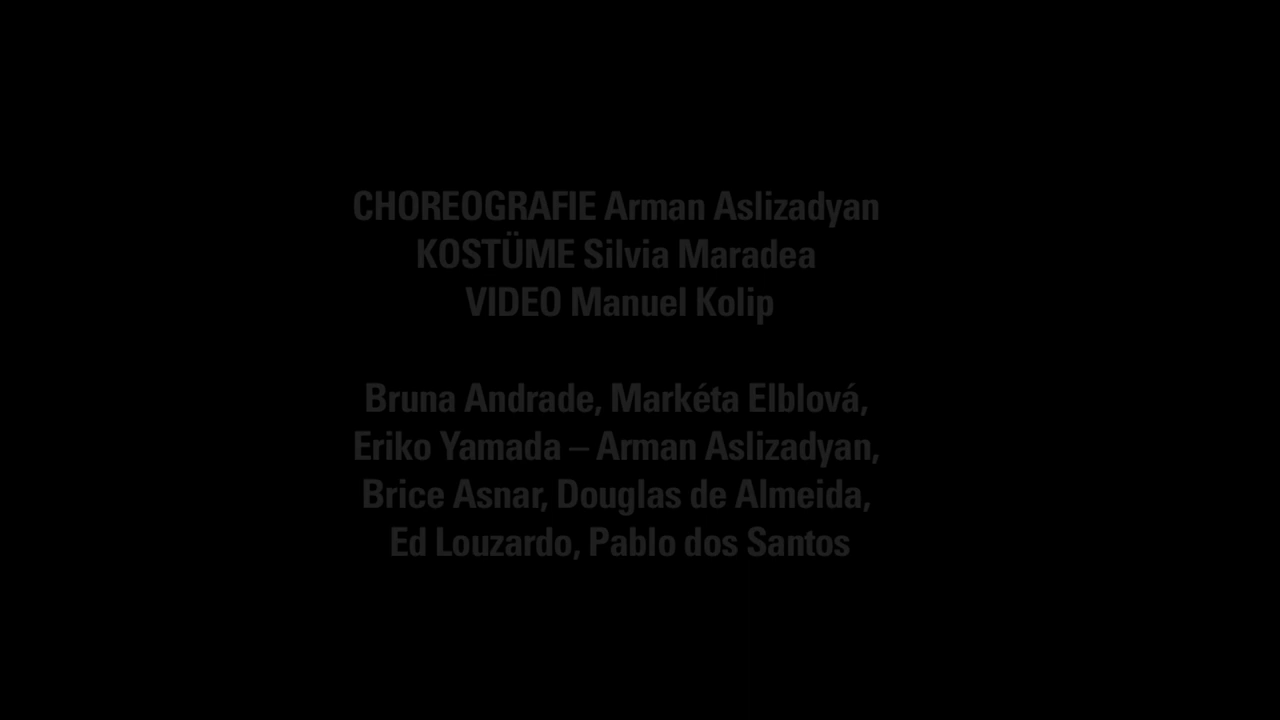 CHOREOGRAFIE Arman Aslizadyan
KOSTÜME Silvia Maradea
VIDEO Manuel Kolip
Bruna Andrade, Markéta Elblová,
Eriko Yamada – Arman Aslizadyan,
Brice Asnar, Douglas de Almeida,
Ed Louzardo, Pablo dos Santos